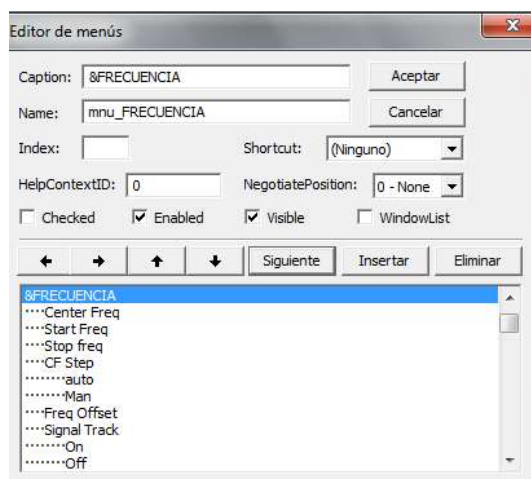 Editor de menús
Caption: &FRECUENCIA Aceptar
Name: mnu_FRECUENCIA Cancelar
Index: Shortcut: (Ninguno)
HelpContextID: 0 NegotiatePosition: 0 - None
Checked Enabled Visible WindowList
Siguiente Insertar Eliminar
&FRECUENCIA
····Center Freq
····Start Freq
····Stop freq
····CF Step
········auto
········Man
····Freq Offset
····Signal Track
········On
········Off